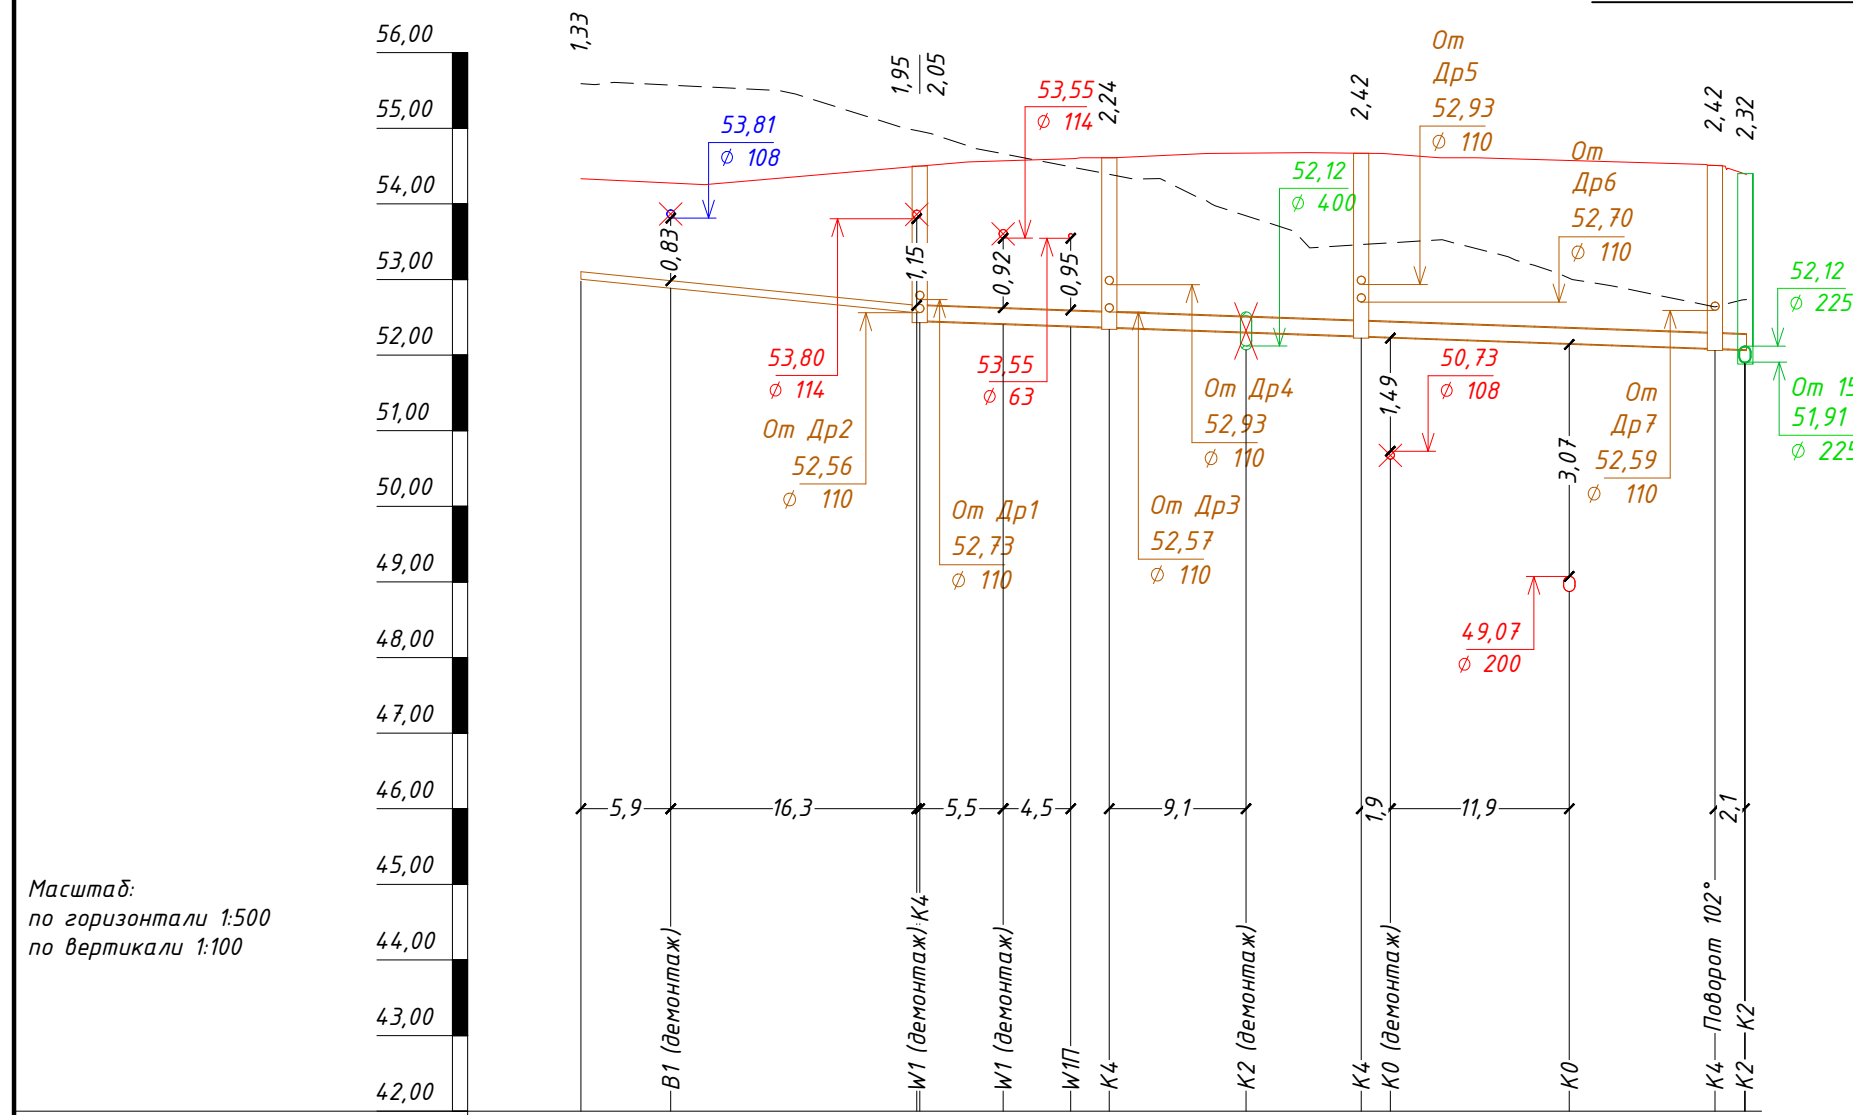 56,00
55,00
54,00
53,00
52,00
51,00
50,00
49,00
48,00
47,00
46,00
45,00
44,00
43,00
42,00
Масштаб:
по горизонтали 1:500
по вертикали 1:100
1,33
1,95
2,05
2,24
2,42
2,42
2,32
53,81
⌀ 108
53,55
⌀ 114
От
Др5
52,93
⌀ 110
От
Др6
52,70
⌀ 110
52,12
⌀ 400
52,12
⌀ 225
0,83
1,15
0,92
0,95
53,80
⌀ 114
53,55
⌀ 63
От Др2
52,56
⌀ 110
От Др1
52,73
⌀ 110
От Др4
52,93
⌀ 110
От Др3
52,57
⌀ 110
1,49
50,73
⌀ 108
3,07
От
Др7
52,59
⌀ 110
От 15
51,91
⌀ 225
49,07
⌀ 200
5,9
16,3
5,5
4,5
9,1
1,9
11,9
2,1
В1 (демонтаж)
W1 (демонтаж)
К4
W1 (демонтаж)
W1П
К4
К2 (демонтаж)
К4
К0 (демонтаж)
К0
К4
Поворот 102°
К2
К2